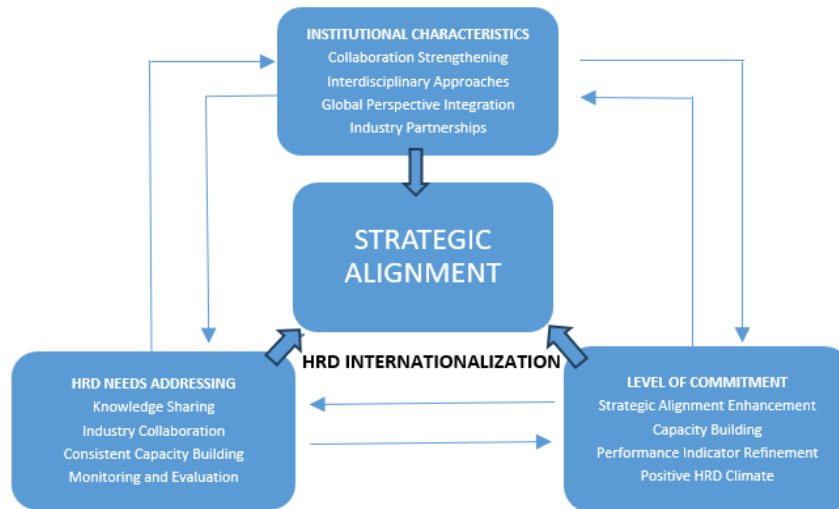 INSTITUTIONAL CHARACTERISTICS
Collaboration Strengthening
Interdisciplinary Approaches
Global Perspective Integration
Industry Partnerships
STRATEGIC
ALIGNMENT
HRD INTERNATIONALIZATION
HRD NEEDS ADDRESSING
Knowledge Sharing
Industry Collaboration
Consistent Capacity Building
Monitoring and Evaluation
LEVEL OF COMMITMENT
Strategic Alignment Enhancement
Capacity Building
Performance Indicator Refinement
Positive HRD Climate